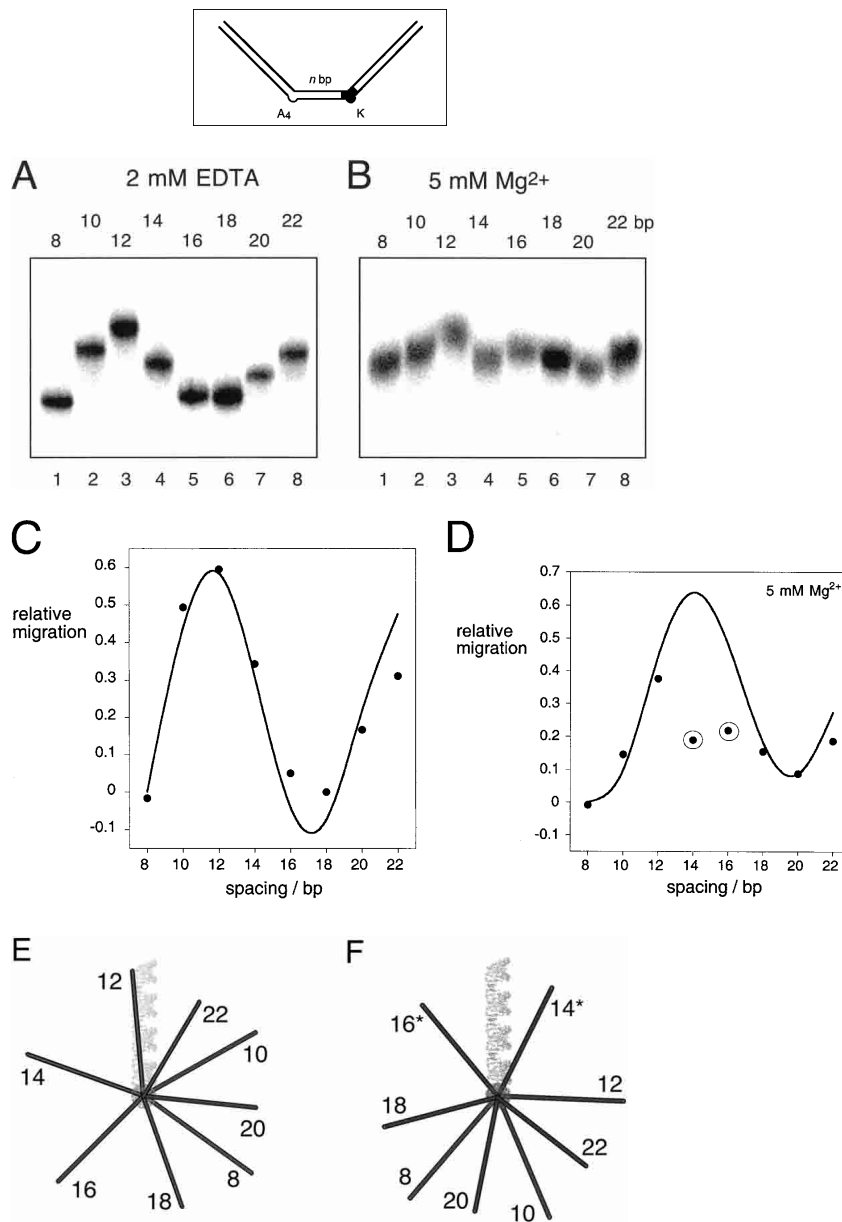 n bp
A4 K
A 2 mM EDTA
10 14 18 22
8 12 16 20
1 2 3 4 5 6 7 8
B 5 mM Mg2+
10 14 18 22 bp
8 12 16 20
1 2 3 4 5 6 7 8
C
relative
migration
0.6
0.5
0.4
0.3
0.2
0.1
0
-0.1
8 10 12 14 16 18 20 22
spacing / bp
D
5 mM Mg2+
relative
migration
0.7
0.6
0.5
0.4
0.3
0.2
0.1
0
-0.1
8 10 12 14 16 18 20 22
spacing / bp
E
12
22
10
14
20
8
16
18
F
16*
14*
12
18
22
8
20
10